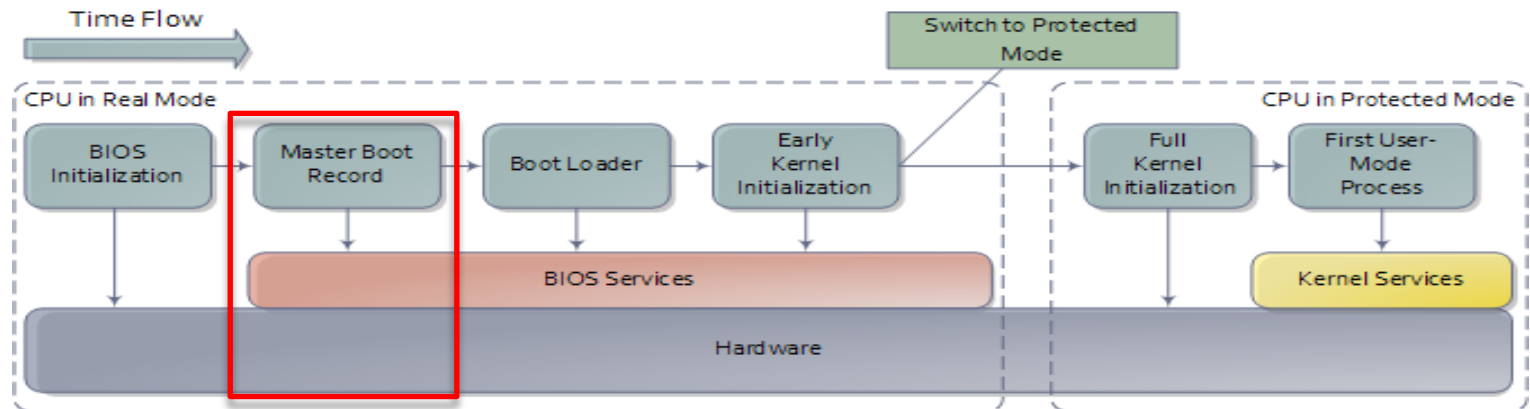 Time Flow
Switch to Protected
Mode
CPU in Real Mode
CPU in Protected Mode
BIOS
Initialization
Master Boot
Record
Boot Loader
Early
Kernel
Initialization
Full
Kernel
Initialization
First User-
Mode
Process
BIOS Services
Kernel Services
Hardware